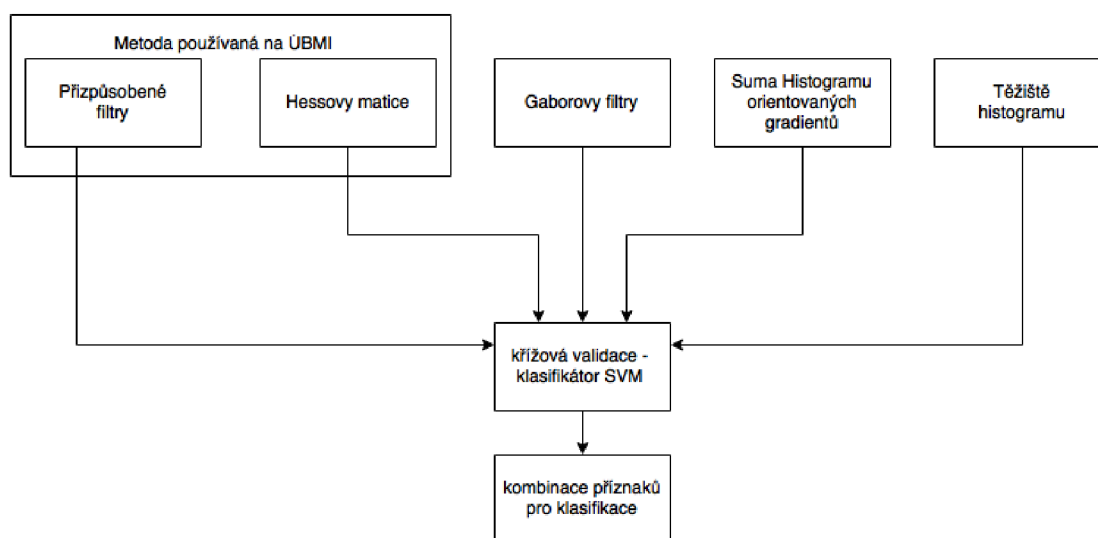 Metoda používaná na ÚBMI
Přizpůsobené
filtry
Hessovy matice
Gaborovy filtry
Suma Histogramu
orientovaných
gradientů
Těžiště
histogramu
křížová validace -
klasifikátor SVM
kombinace příznaků
pro klasifikace